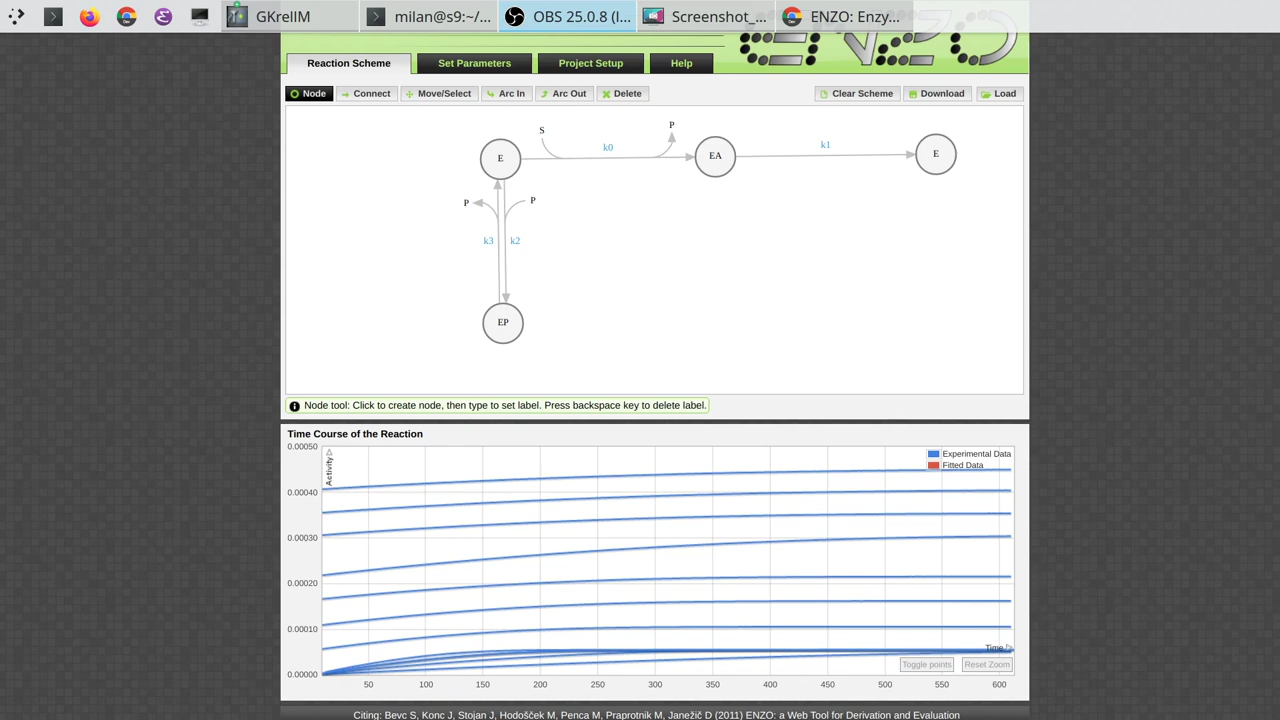 GKrellM
milan@s9:~/...
OBS 25.0.8 (l...
Screenshot_...
ENZO: Enzy...
ENZO
Reaction Scheme
Set Parameters
Project Setup
Help
Node
Connect
Move/Select
Arc In
Arc Out
Delete
Clear Scheme
Download
Load
S
P
E
k0
EA
k1
E
P
P
k3
k2
EP
Node tool: Click to create node, then type to set label. Press backspace key to delete label.
Time Course of the Reaction
Activity
Experimental Data
Fitted Data
0.00050
0.00040
0.00030
0.00020
0.00010
0.00000
Time
Toggle points
Reset Zoom
50
100
150
200
250
300
350
400
450
500
550
600
Citing: Bevc S, Konc J, Stojan J, Hodošček M, Penca M, Praprotnik M, Janežič D (2011) ENZO: a Web Tool for Derivation and Evaluation